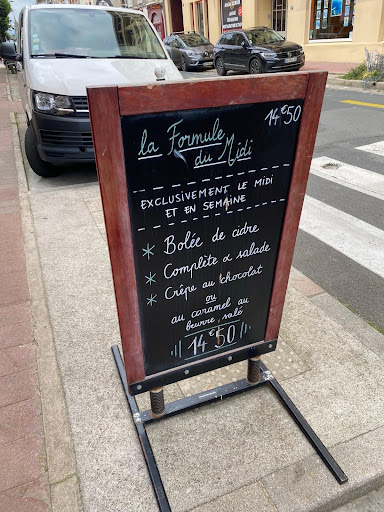 la Formule 14€50
du Midi
EXCLUSIVEMENT LE MIDI
ET EN SEMAINE
* Bolée de cidre
* Complète & salade
* Crêpe au chocolat
ou
au caramel au
beurre salé
14€50